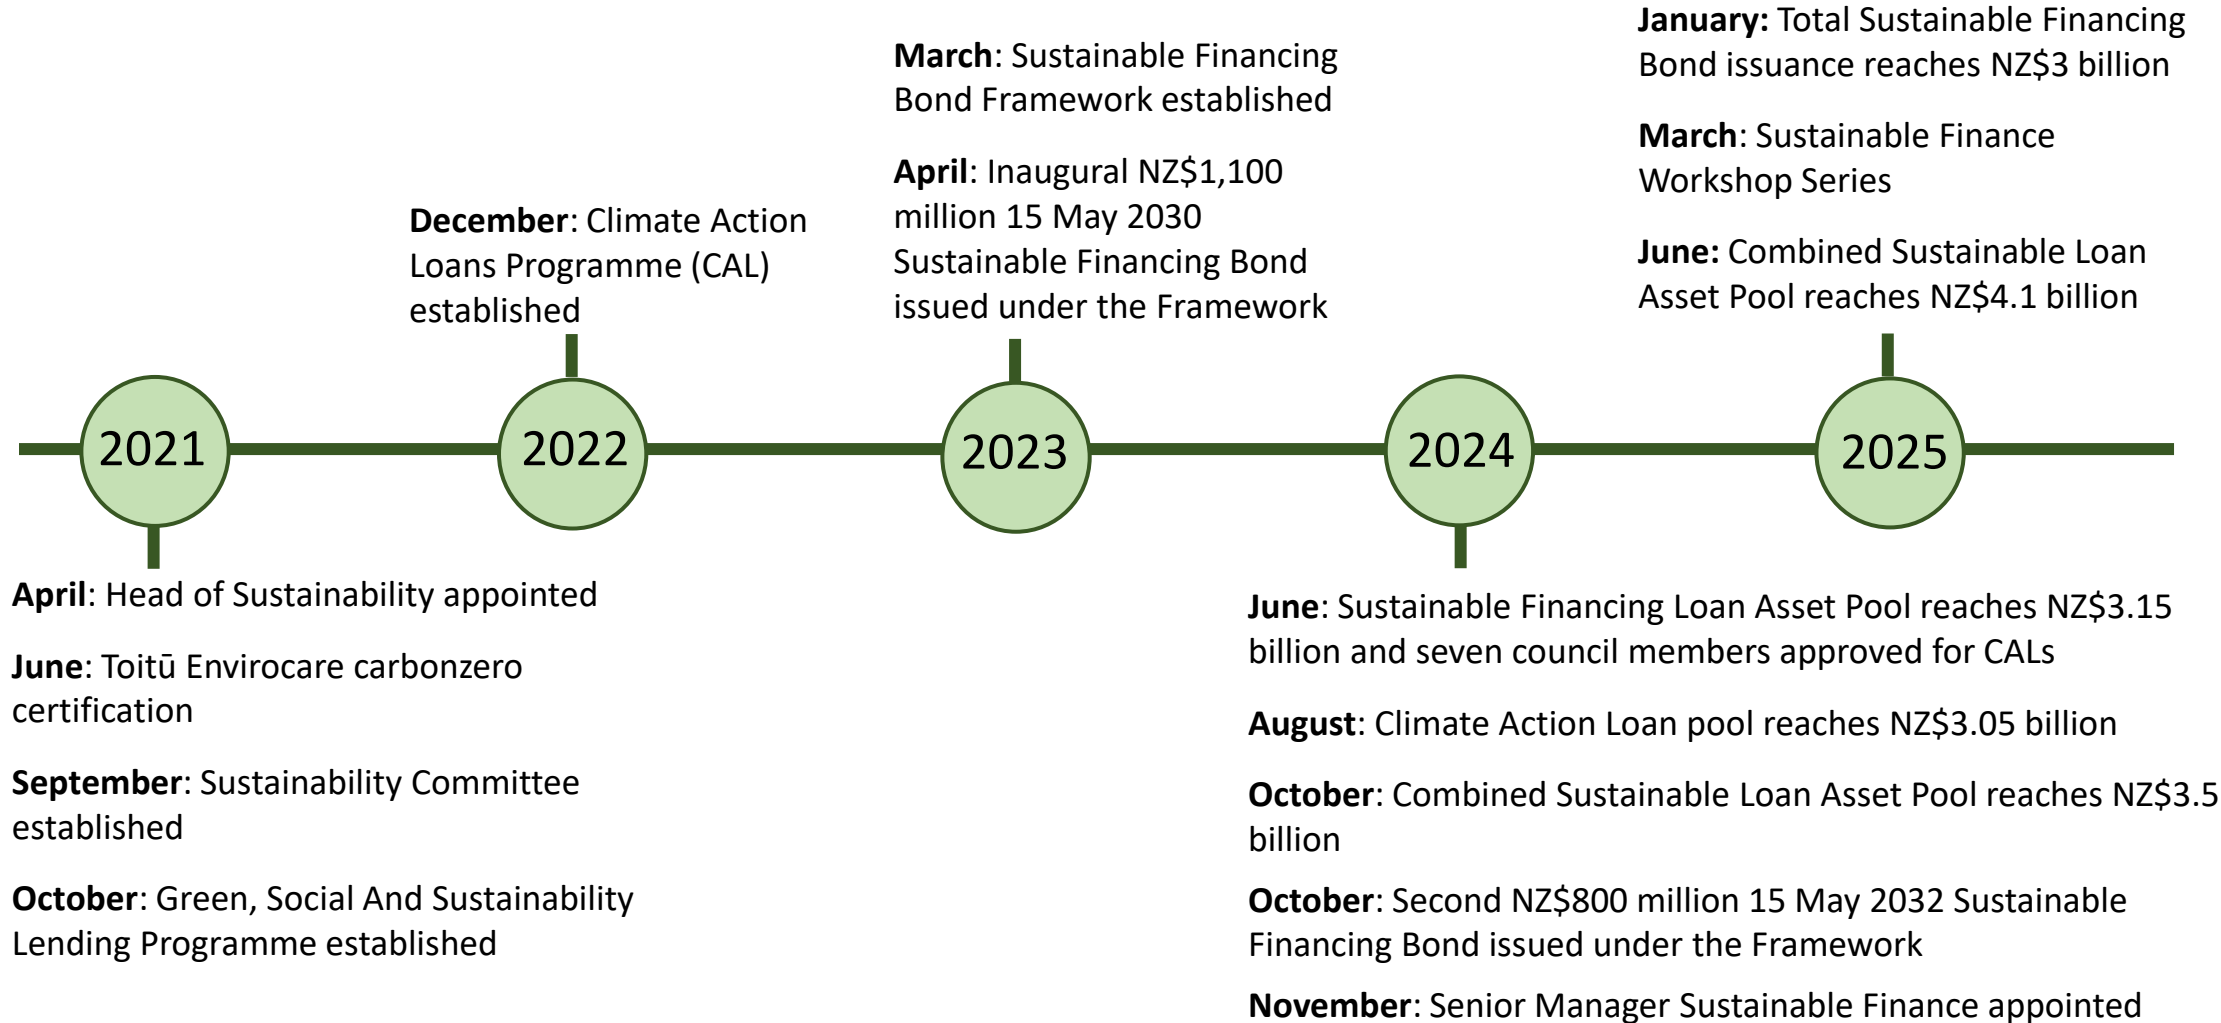 2021
April: Head of Sustainability appointed
June: Toitū Envirocare carbonzero
certification
September: Sustainability Committee
established
October: Green, Social And Sustainability
Lending Programme established
December: Climate Action
Loans Programme (CAL)
established
2022
March: Sustainable Financing
Bond Framework established
April: Inaugural NZ$1,100
million 15 May 2030
Sustainable Financing Bond
issued under the Framework
2023
2024
June: Sustainable Financing Loan Asset Pool reaches NZ$3.15
billion and seven council members approved for CALs
August: Climate Action Loan pool reaches NZ$3.05 billion
October: Combined Sustainable Loan Asset Pool reaches NZ$3.5
billion
October: Second NZ$800 million 15 May 2032 Sustainable
Financing Bond issued under the Framework
November: Senior Manager Sustainable Finance appointed
January: Total Sustainable Financing
Bond issuance reaches NZ$3 billion
March: Sustainable Finance
Workshop Series
June: Combined Sustainable Loan
Asset Pool reaches NZ$4.1 billion
2025